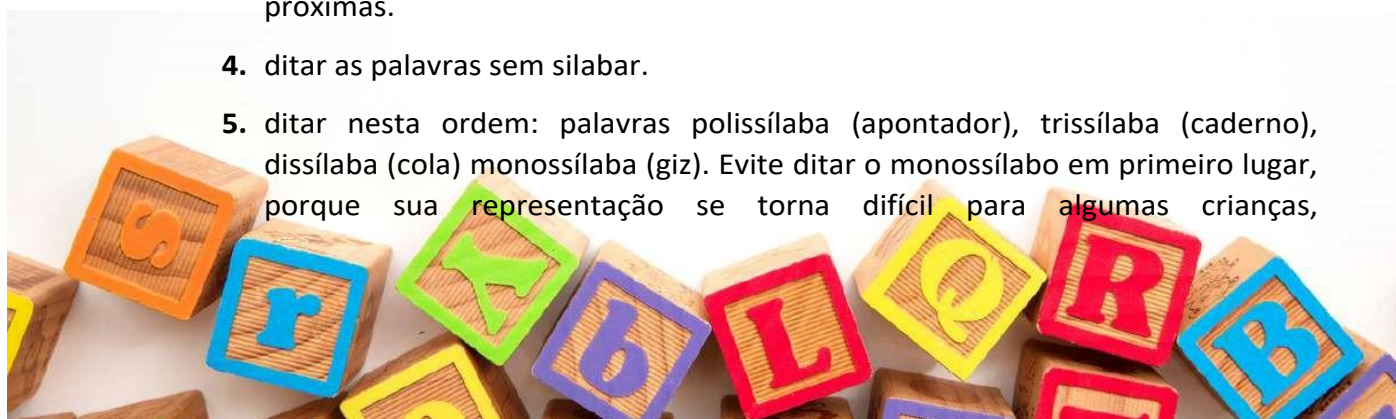 próximas.
4. ditar as palavras sem silabar.
5. ditar nesta ordem: palavras polissílaba (apontador), trissílaba (caderno),
dissílaba (cola) monossílaba (giz). Evite ditar o monossílabo em primeiro lugar,
porque sua representação se torna difícil para algumas crianças,
S
r
Y
b
L
Q
R
B